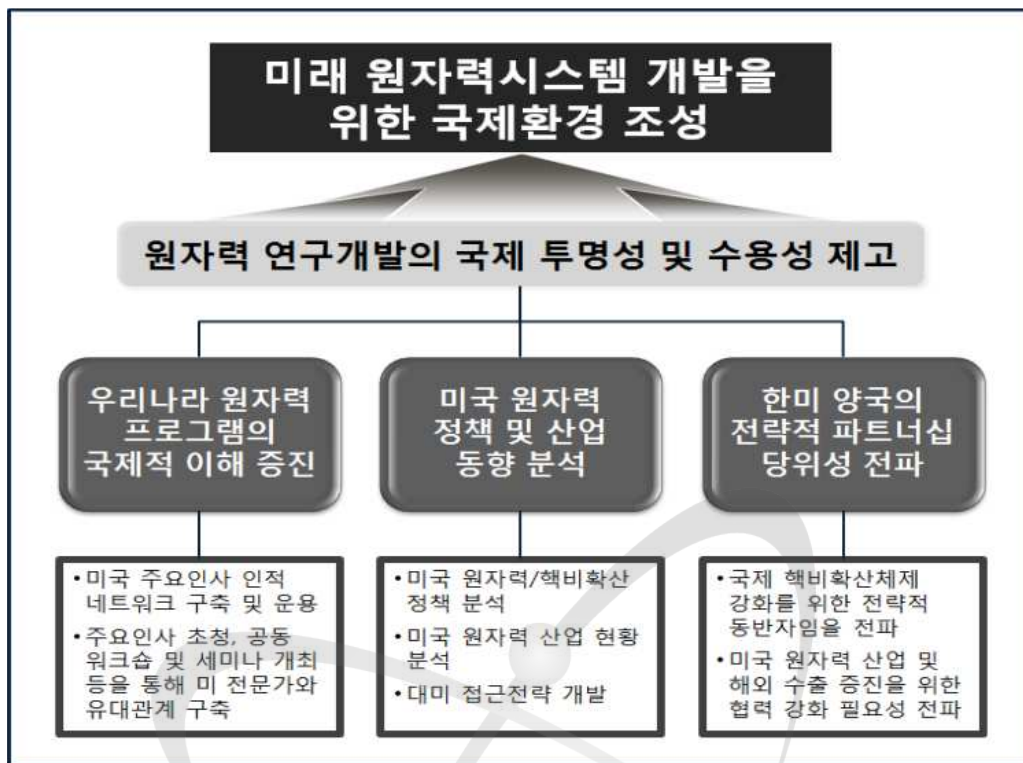 미래 원자력시스템 개발을
위한 국제환경 조성
원자력 연구개발의 국제 투명성 및 수용성 제고
우리나라 원자력
프로그램의
국제적 이해 증진
미국 원자력
정책 및 산업
동향 분석
한미 양국의
전략적 파트너십
당위성 전파
•미국 주요인사 인적
네트워크 구축 및 운용
•주요인사 초청, 공동
워크숍 및 세미나 개최
등을 통해 미 전문가와
유대관계 구축
•미국 원자력/핵비확산
정책 분석
•미국 원자력 산업 현황
분석
•대미 접근전략 개발
•국제 핵비확산체제
강화를 위한 전략적
동반자임을 전파
•미국 원자력 산업 및
해외 수출 증진을 위한
협력 강화 필요성 전파